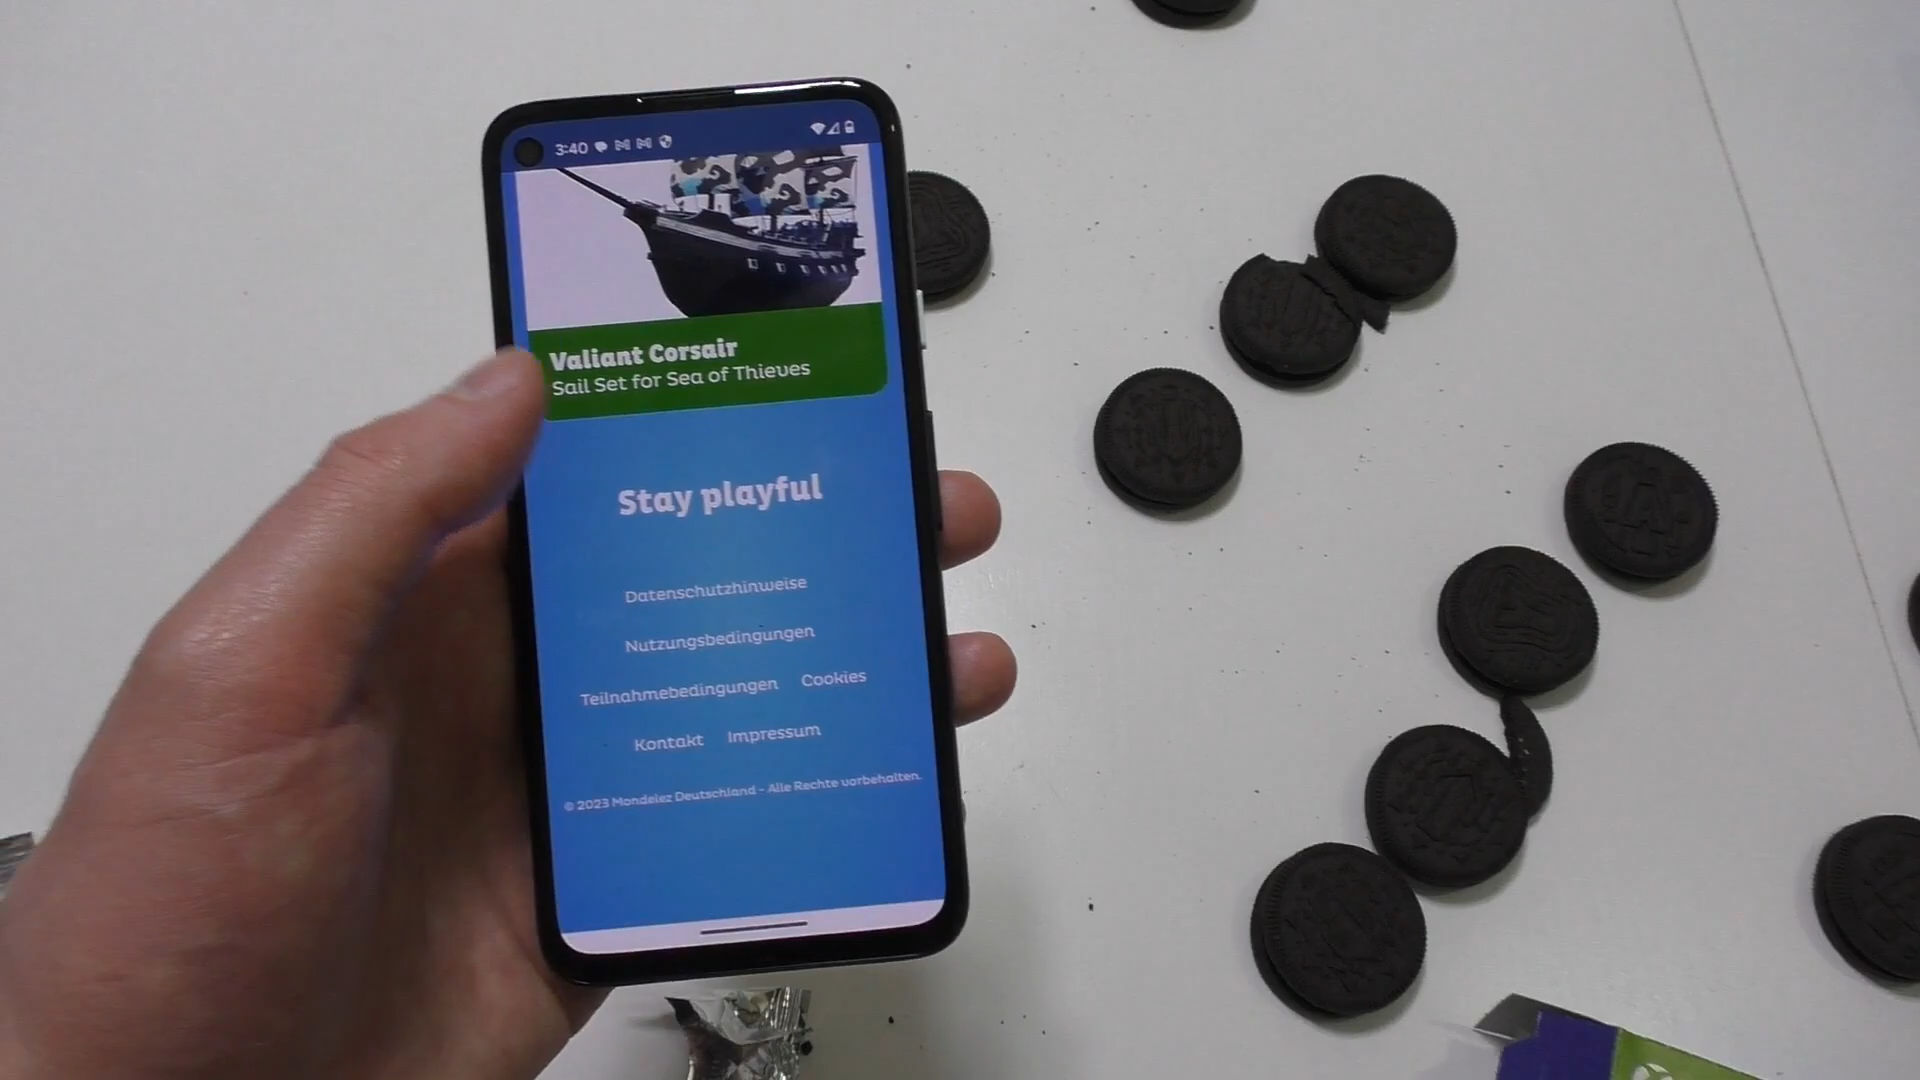 3:40
Valiant Corsair
Sail Set for Sea of Thieves
Stay playful
Datenschutzhinweise
Nutzungsbedingungen
Teilnahmebedingungen Cookies
Kontakt Impressum
© 2023 Mondelez Deutschland - Alle Rechte vorbehalten.
A